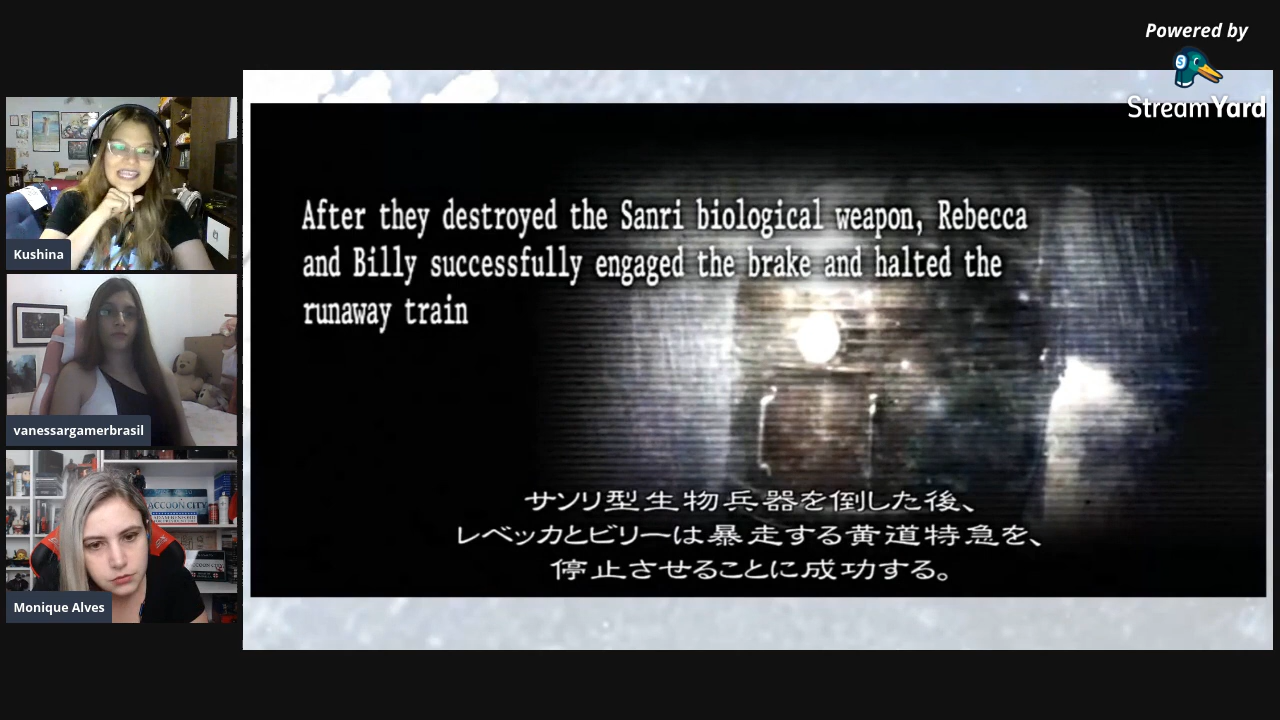 Powered by
StreamYard
After they destroyed the Sanri biological weapon, Rebecca
and Billy successfully engaged the brake and halted the
runaway train
サソリ型生物兵器を倒した後、
レベッカとビリーは暴走する黄道特急を、
停止させることに成功する。
Kushina
vanessargamerbrasil
Monique Alves
RACCOON CITY